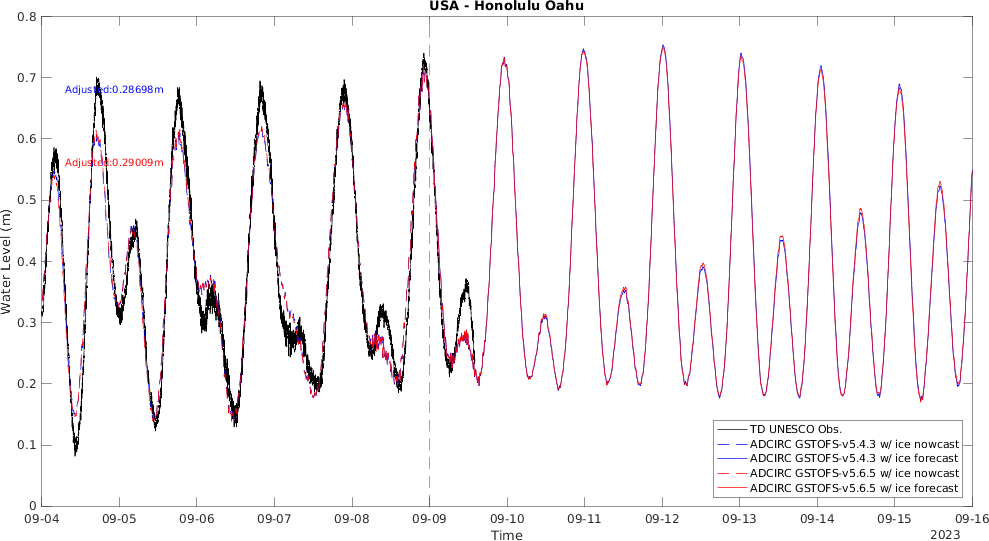 USA - Honolulu Oahu
0.8
0.7
0.6
0.5
0.4
0.3
0.2
0.1
0
Water Level (m)
Adjusted:0.28698m
Adjusted:0.29009m
TD UNESCO Obs.
ADCIRC GSTOFS-v5.4.3 w/ ice nowcast
ADCIRC GSTOFS-v5.4.3 w/ ice forecast
ADCIRC GSTOFS-v5.6.5 w/ ice nowcast
ADCIRC GSTOFS-v5.6.5 w/ ice forecast
09-04 09-05 09-06 09-07 09-08 09-09 09-10 09-11 09-12 09-13 09-14 09-15 09-16
Time
2023